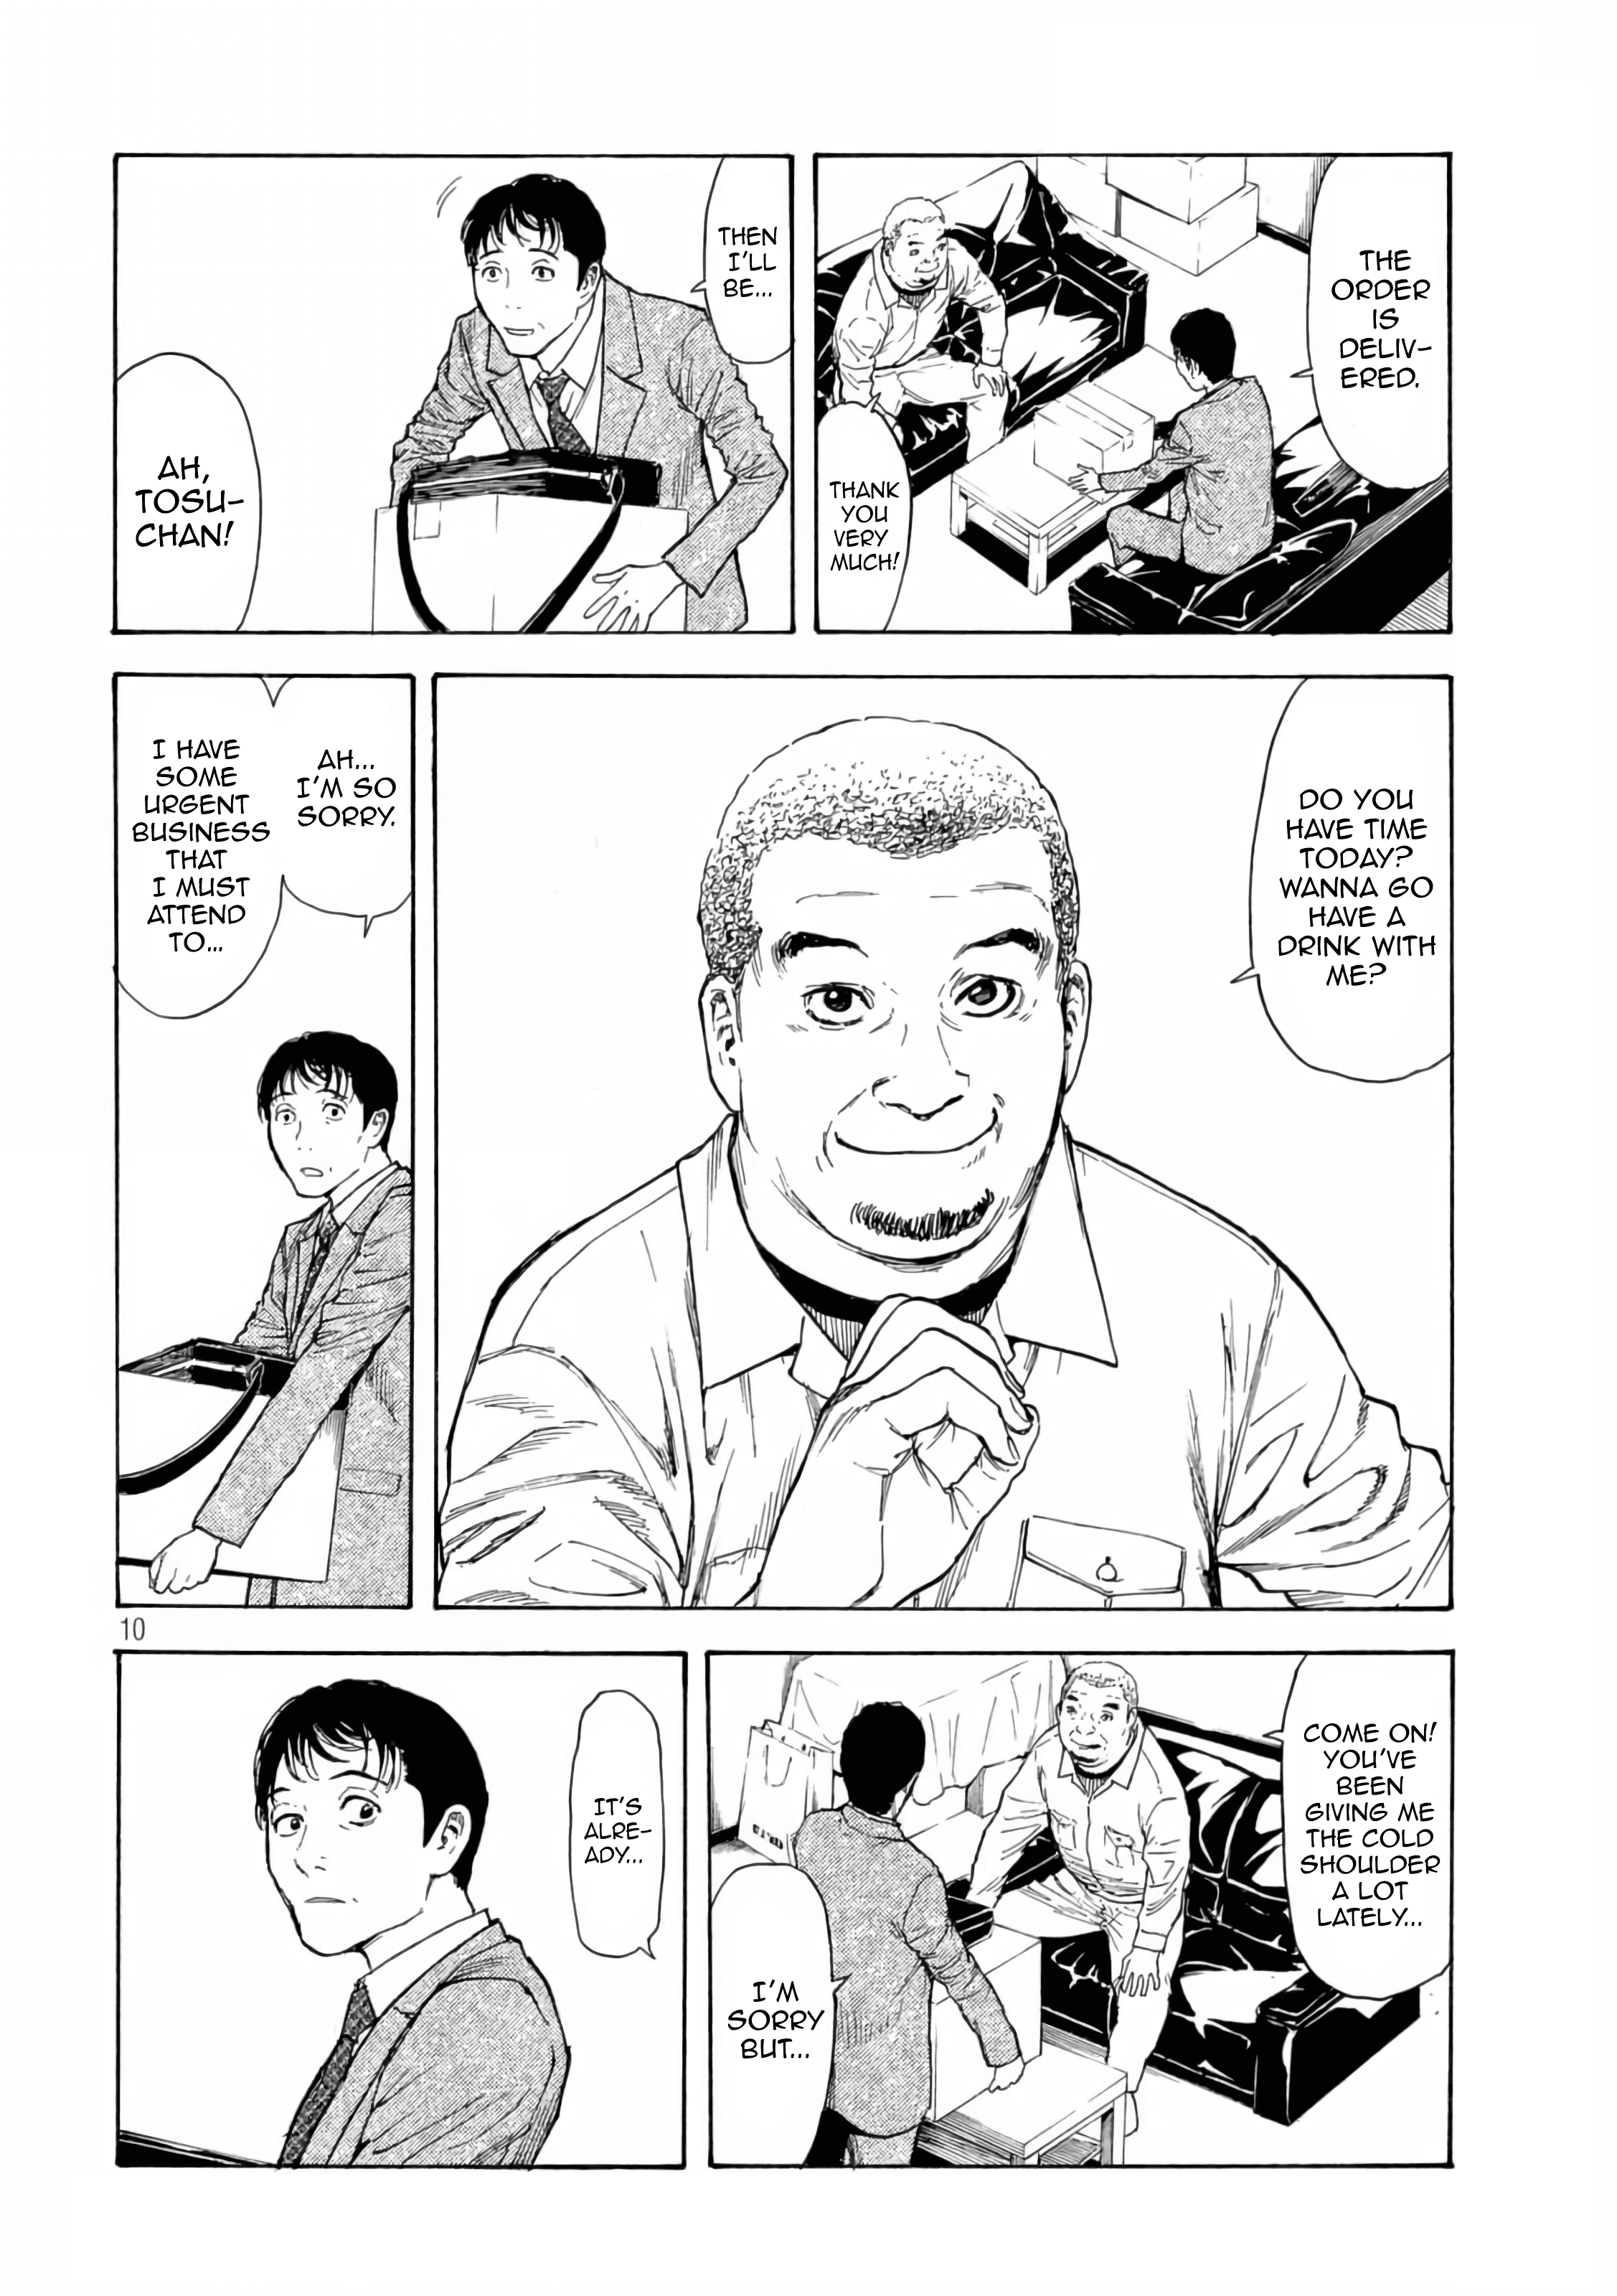 THE
ORDER
IS
DELIV-
ERED.
THANK
YOU
VERY
MUCH!
THEN
I'LL
BE...
AH,
TOSU-
CHAN!
DO YOU
HAVE TIME
TODAY?
WANNA GO
HAVE A
DRINK WITH
ME?
AH...
I'M SO
SORRY.
I HAVE
SOME
URGENT
BUSINESS
THAT
I MUST
ATTEND
TO...
10
COME ON!
YOU'VE
BEEN
GIVING ME
THE COLD
SHOULDER
A LOT
LATELY...
I'M
SORRY
BUT...
IT'S
ALRE-
ADY...